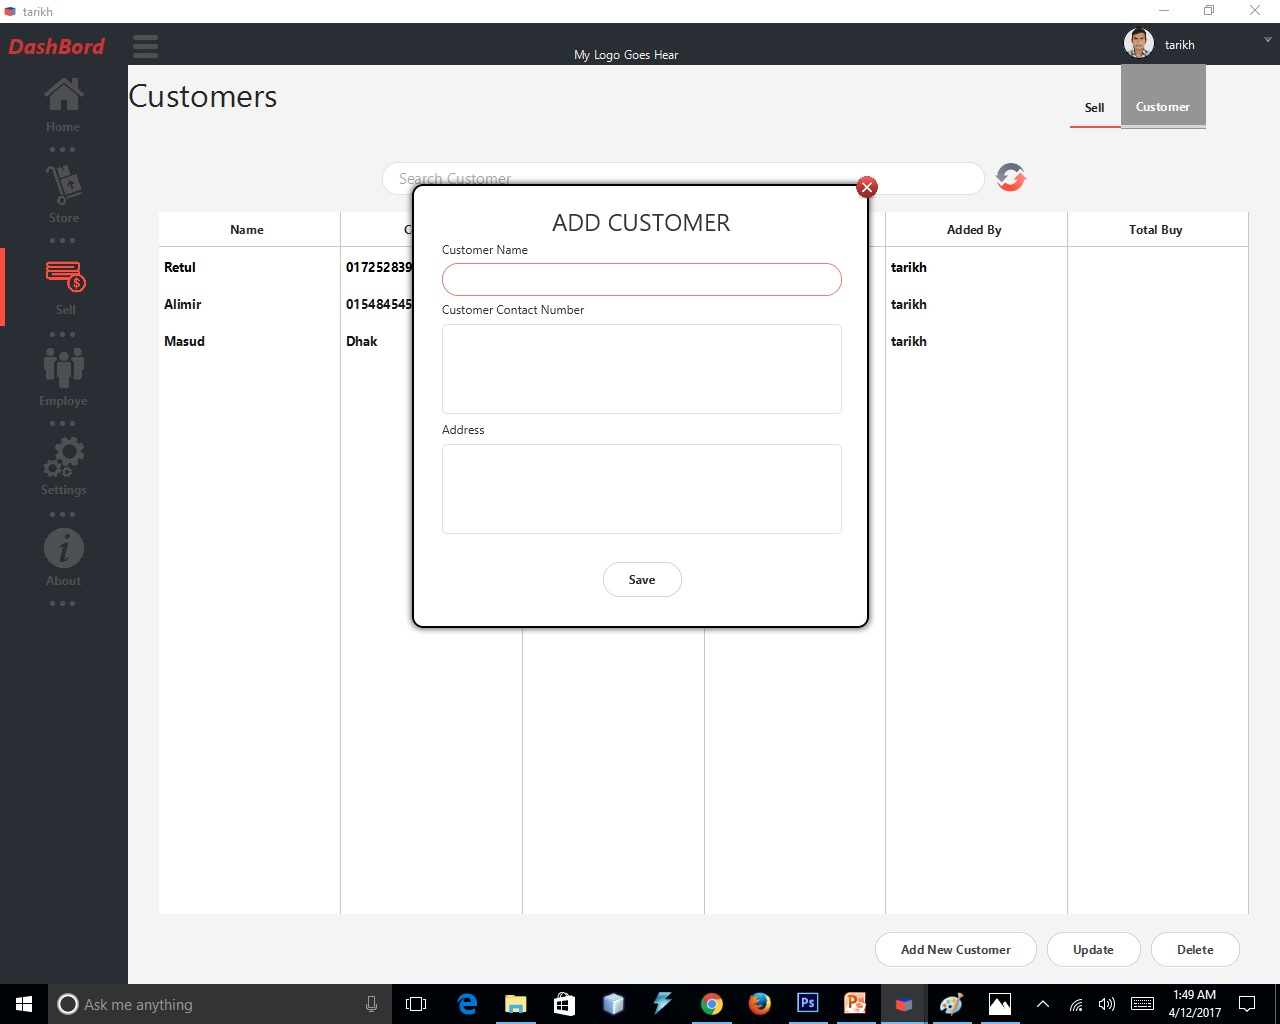 tarikh
DashBord
My Logo Goes Hear
tarikh
Customers
Sell
Customer
Home
Store
Sell
Employe
Settings
About
Search Customer
Name
Added By
Total Buy
Retul
017252839
tarikh
Alimir
01548454
tarikh
Masud
Dhak
tarikh
ADD CUSTOMER
Customer Name
Customer Contact Number
Address
Save
Add New Customer
Update
Delete
Ask me anything
1:49 AM
4/12/2017